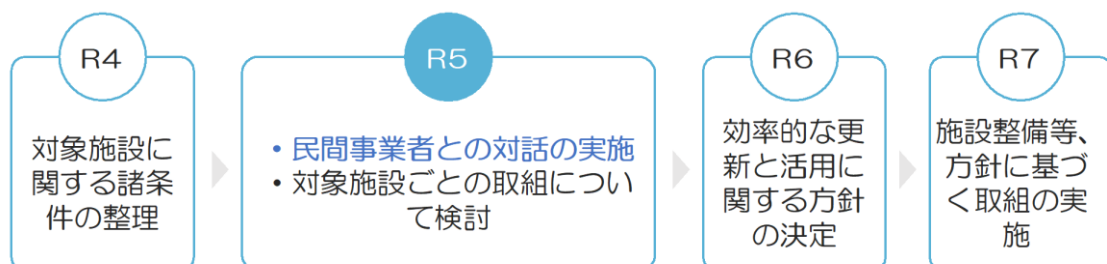 R4
対象施設に
関する諸条
件の整理
R5
・民間事業者との対話の実施
・対象施設ごとの取組につい
て検討
R6
効率的な更
新と活用に
関する方針
の決定
R7
施設整備等、
方針に基づ
く取組の実
施